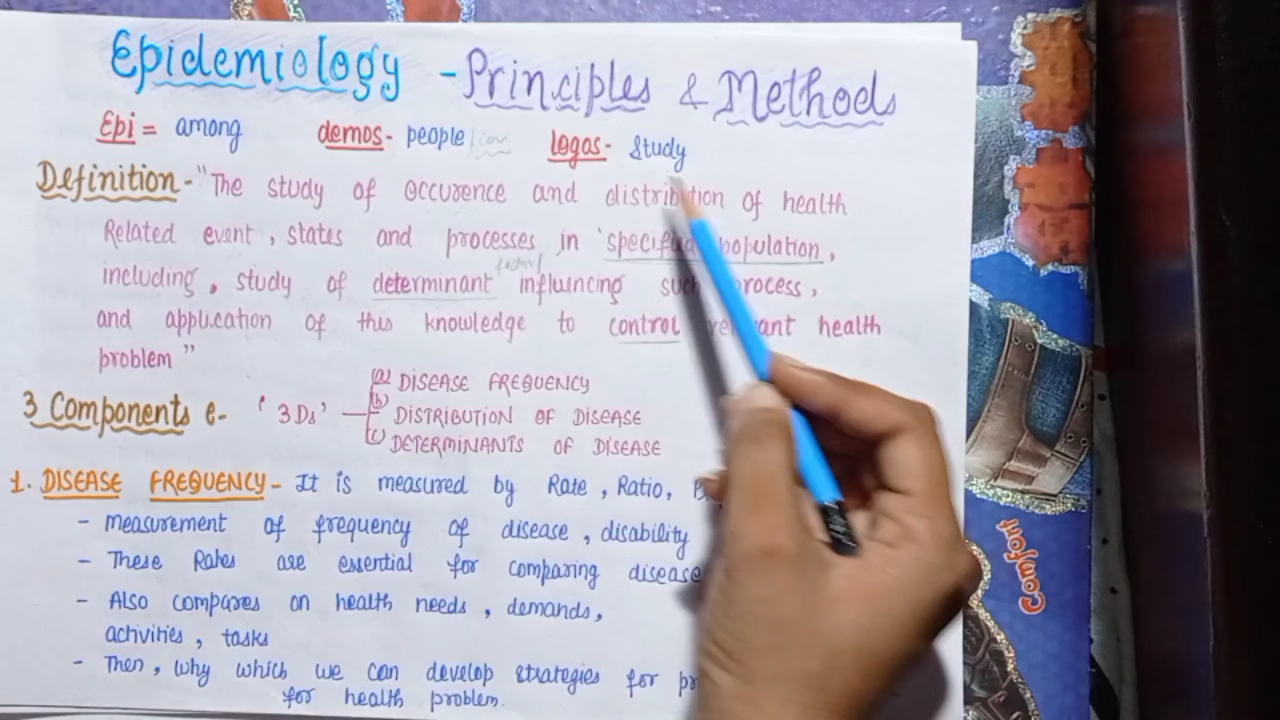 Epidemiology - Principles & Methods
Epi = among demos- people / logos- Study
Definition - "The study of occurence and distribution of health
Related event, states and processes in 'specified population,
including, study of determinant influencing such process,
and application of this knowledge to control health
problem"
3 Components e- '3Ds' — (a) DISEASE FREQUENCY
(b) DISTRIBUTION OF DISEASE
(c) DETERMINANTS OF DISEASE
1. DISEASE FREQUENCY - It is measured by Rate, Ratio,
- Measurement of frequency of disease, disability
- These Rates are essential for comparing disease
- Also compares on health needs, demands,
activities, tasks
- Then, why which we can develop strategies for
for health problem.
Comfort